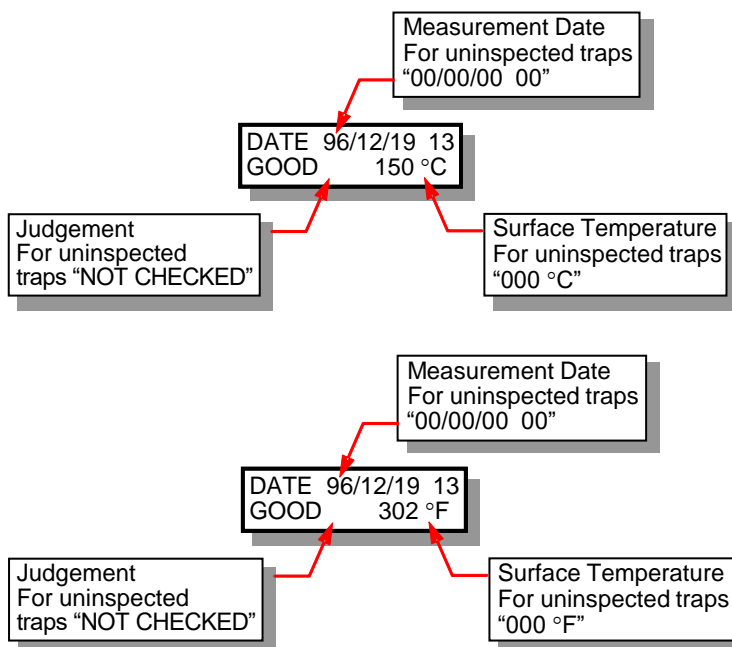 Measurement Date
For uninspected traps
“00/00/00  00”
DATE  96/12/19  13
GOOD  150 °C
Judgement
For uninspected
traps “NOT CHECKED”
Surface Temperature
For uninspected traps
“000 °C”
Measurement Date
For uninspected traps
“00/00/00  00”
DATE  96/12/19  13
GOOD  302 °F
Judgement
For uninspected
traps “NOT CHECKED”
Surface Temperature
For uninspected traps
“000 °F”